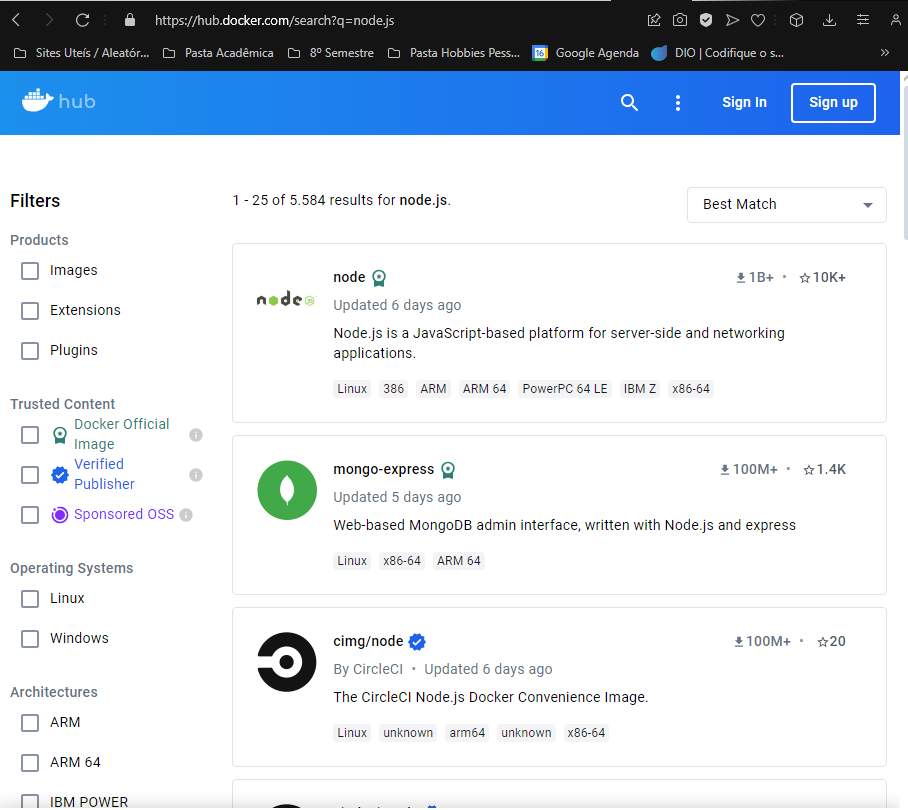 https://hub.docker.com/search?q=node.js
Sites Uteís / Aleatór...
Pasta Acadêmica
8º Semestre
Pasta Hobbies Pess...
16
Google Agenda
DIO | Codifique o s...
hub
Sign In
Sign up
Filters
1 - 25 of 5.584 results for node.js.
Best Match
Products
Images
Extensions
Plugins
Trusted Content
Docker Official
Image
Verified
Publisher
Sponsored OSS
Operating Systems
Linux
Windows
Architectures
ARM
ARM 64
IBM POWER
node
JS
node
1B+ • 10K+
Updated 6 days ago
Node.js is a JavaScript-based platform for server-side and networking
applications.
Linux 386 ARM ARM 64 PowerPC 64 LE IBM Z x86-64
mongo-express
100M+ • 1.4K
Updated 5 days ago
Web-based MongoDB admin interface, written with Node.js and express
Linux x86-64 ARM 64
cimg/node
100M+ • 20
By CircleCI • Updated 6 days ago
The CircleCI Node.js Docker Convenience Image.
Linux unknown arm64 unknown x86-64